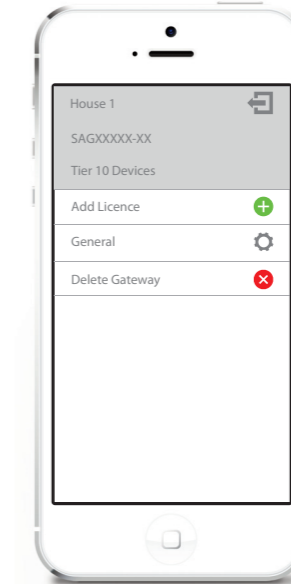 House 1
SAGXXXXX-XX
Tier 10 Devices
Add Licence
General
Delete Gateway